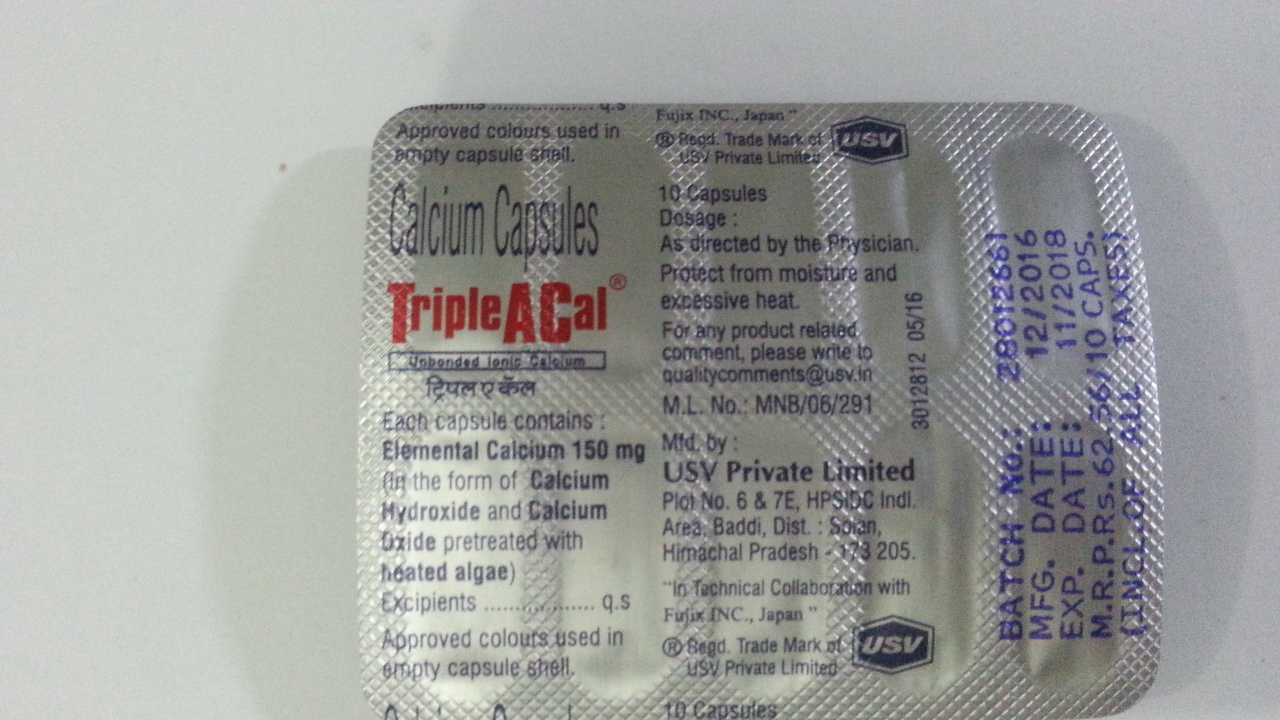 Excipients .................. q.s
Approved colours used in
empty capsule shell.
Calcium Capsules
TripleACal®
Unbonded Ionic Calcium
ट्रिपल ए कॅल
Each capsule contains :
Elemental Calcium 150 mg
(In the form of Calcium
Hydroxide and Calcium
Oxide pretreated with
heated algae)
Excipients .................. q.s
Approved colours used in
empty capsule shell.
Calcium Capsules
Fujix INC., Japan "
® Regd. Trade Mark of
USV Private Limited
USV
10 Capsules
Dosage :
As directed by the Physician.
Protect from moisture and
excessive heat.
For any product related
comment, please write to
qualitycomments@usv.in
M.L. No.: MNB/06/291
Mfd. by :
USV Private Limited
Plot No. 6 & 7E, HPSIDC Indl.
Area, Baddi, Dist. : Solan,
Himachal Pradesh - 173 205.
"In Technical Collaboration with
Fujix INC., Japan "
® Regd. Trade Mark of
USV Private Limited
USV
10 Capsules
3012812 05/16
BATCH No.: 28012661
MFG. DATE: 12/2016
EXP. DATE: 11/2018
M.R.P.Rs.62.56/10 CAPS.
(INCL.OF ALL TAXES)